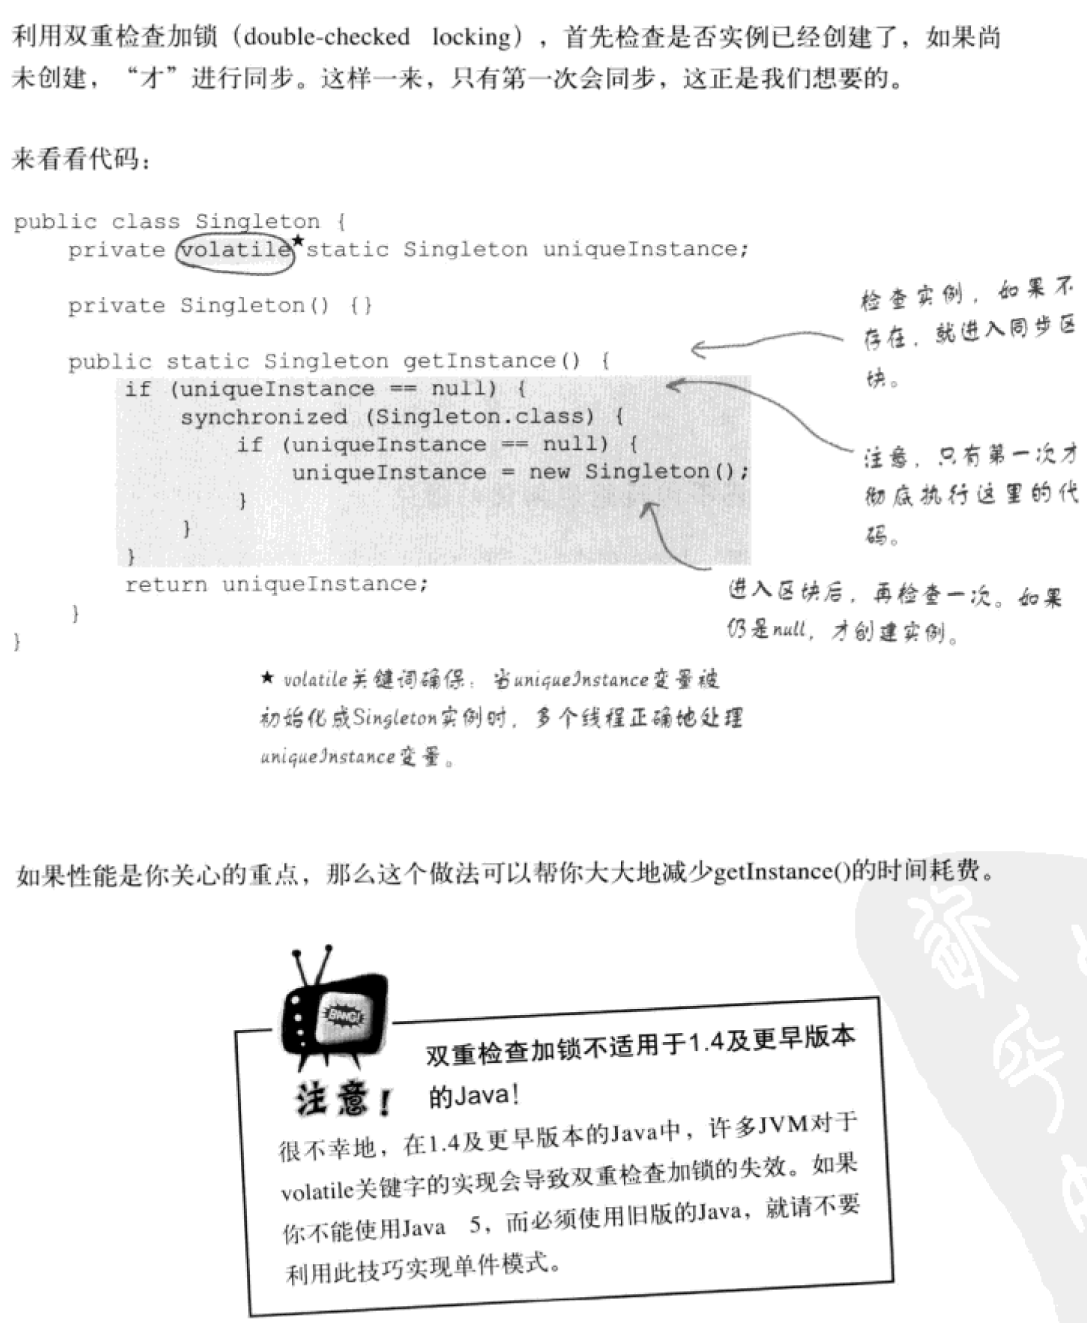 利用双重检查加锁（double-checked locking），首先检查是否实例已经创建了，如果尚
未创建，“才”进行同步。这样一来，只有第一次会同步，这正是我们想要的。
来看看代码：
public class Singleton {
    private volatile★static Singleton uniqueInstance;
    private Singleton() {}
    public static Singleton getInstance() {
        if (uniqueInstance == null) {
            synchronized (Singleton.class) {
                if (uniqueInstance == null) {
                    uniqueInstance = new Singleton();
                }
            }
        }
        return uniqueInstance;
    }
}
检查实例，如果不
存在，就进入同步区
块。
注意，只有第一次才
彻底执行这里的代
码。
进入区块后，再检查一次。如果
仍是null，才创建实例。
★ volatile关键词确保：当uniqueInstance变量被
初始化成Singleton实例时，多个线程正确地处理
uniqueInstance变量。
如果性能是你关心的重点，那么这个做法可以帮你大大地减少getInstance()的时间耗费。
BANG!
注意！
双重检查加锁不适用于1.4及更早版本
的Java！
很不幸地，在1.4及更早版本的Java中，许多JVM对于
volatile关键字的实现会导致双重检查加锁的失效。如果
你不能使用Java 5，而必须使用旧版的Java，就请不要
利用此技巧实现单件模式。